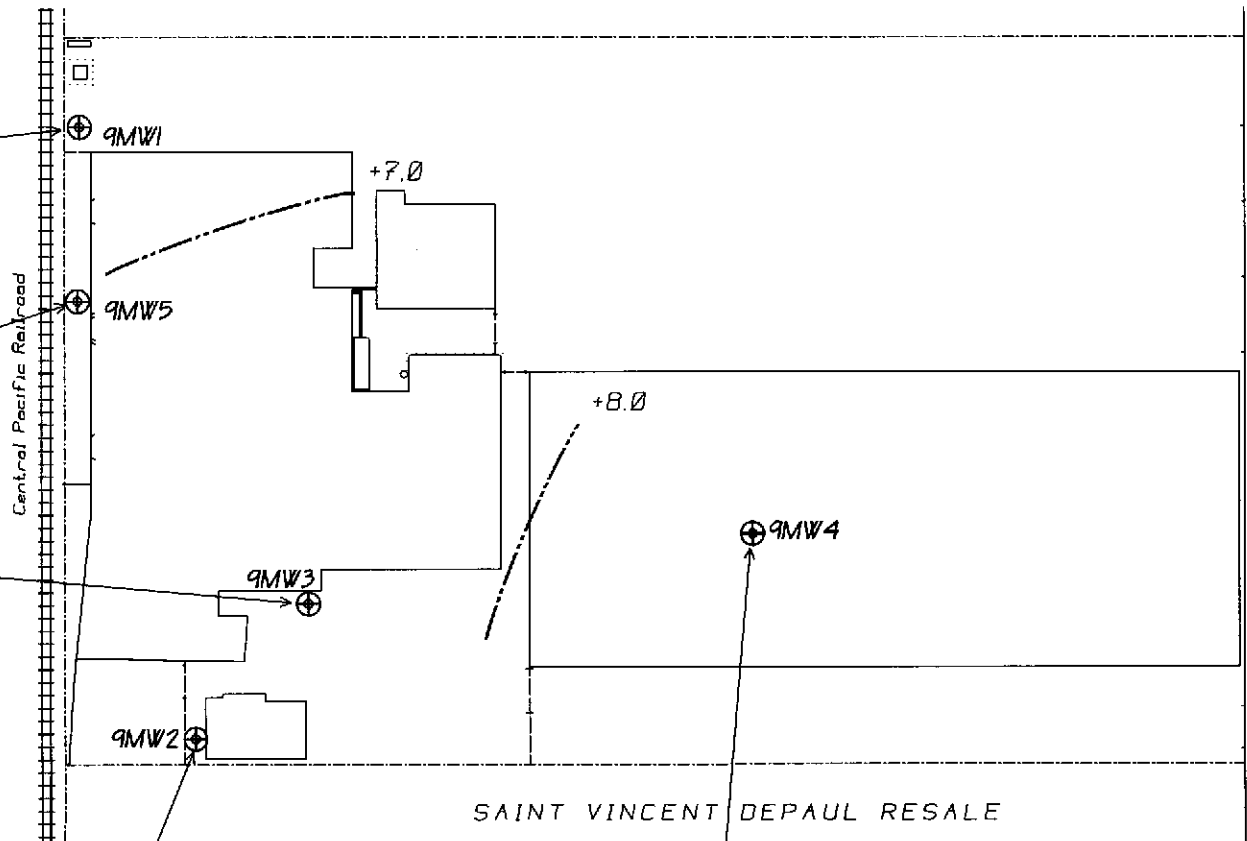 9MW1
+7.0
Central Pacific Railroad
9MW5
+8.0
9MW4
9MW3
9MW2
SAINT VINCENT DEPAUL RESALE